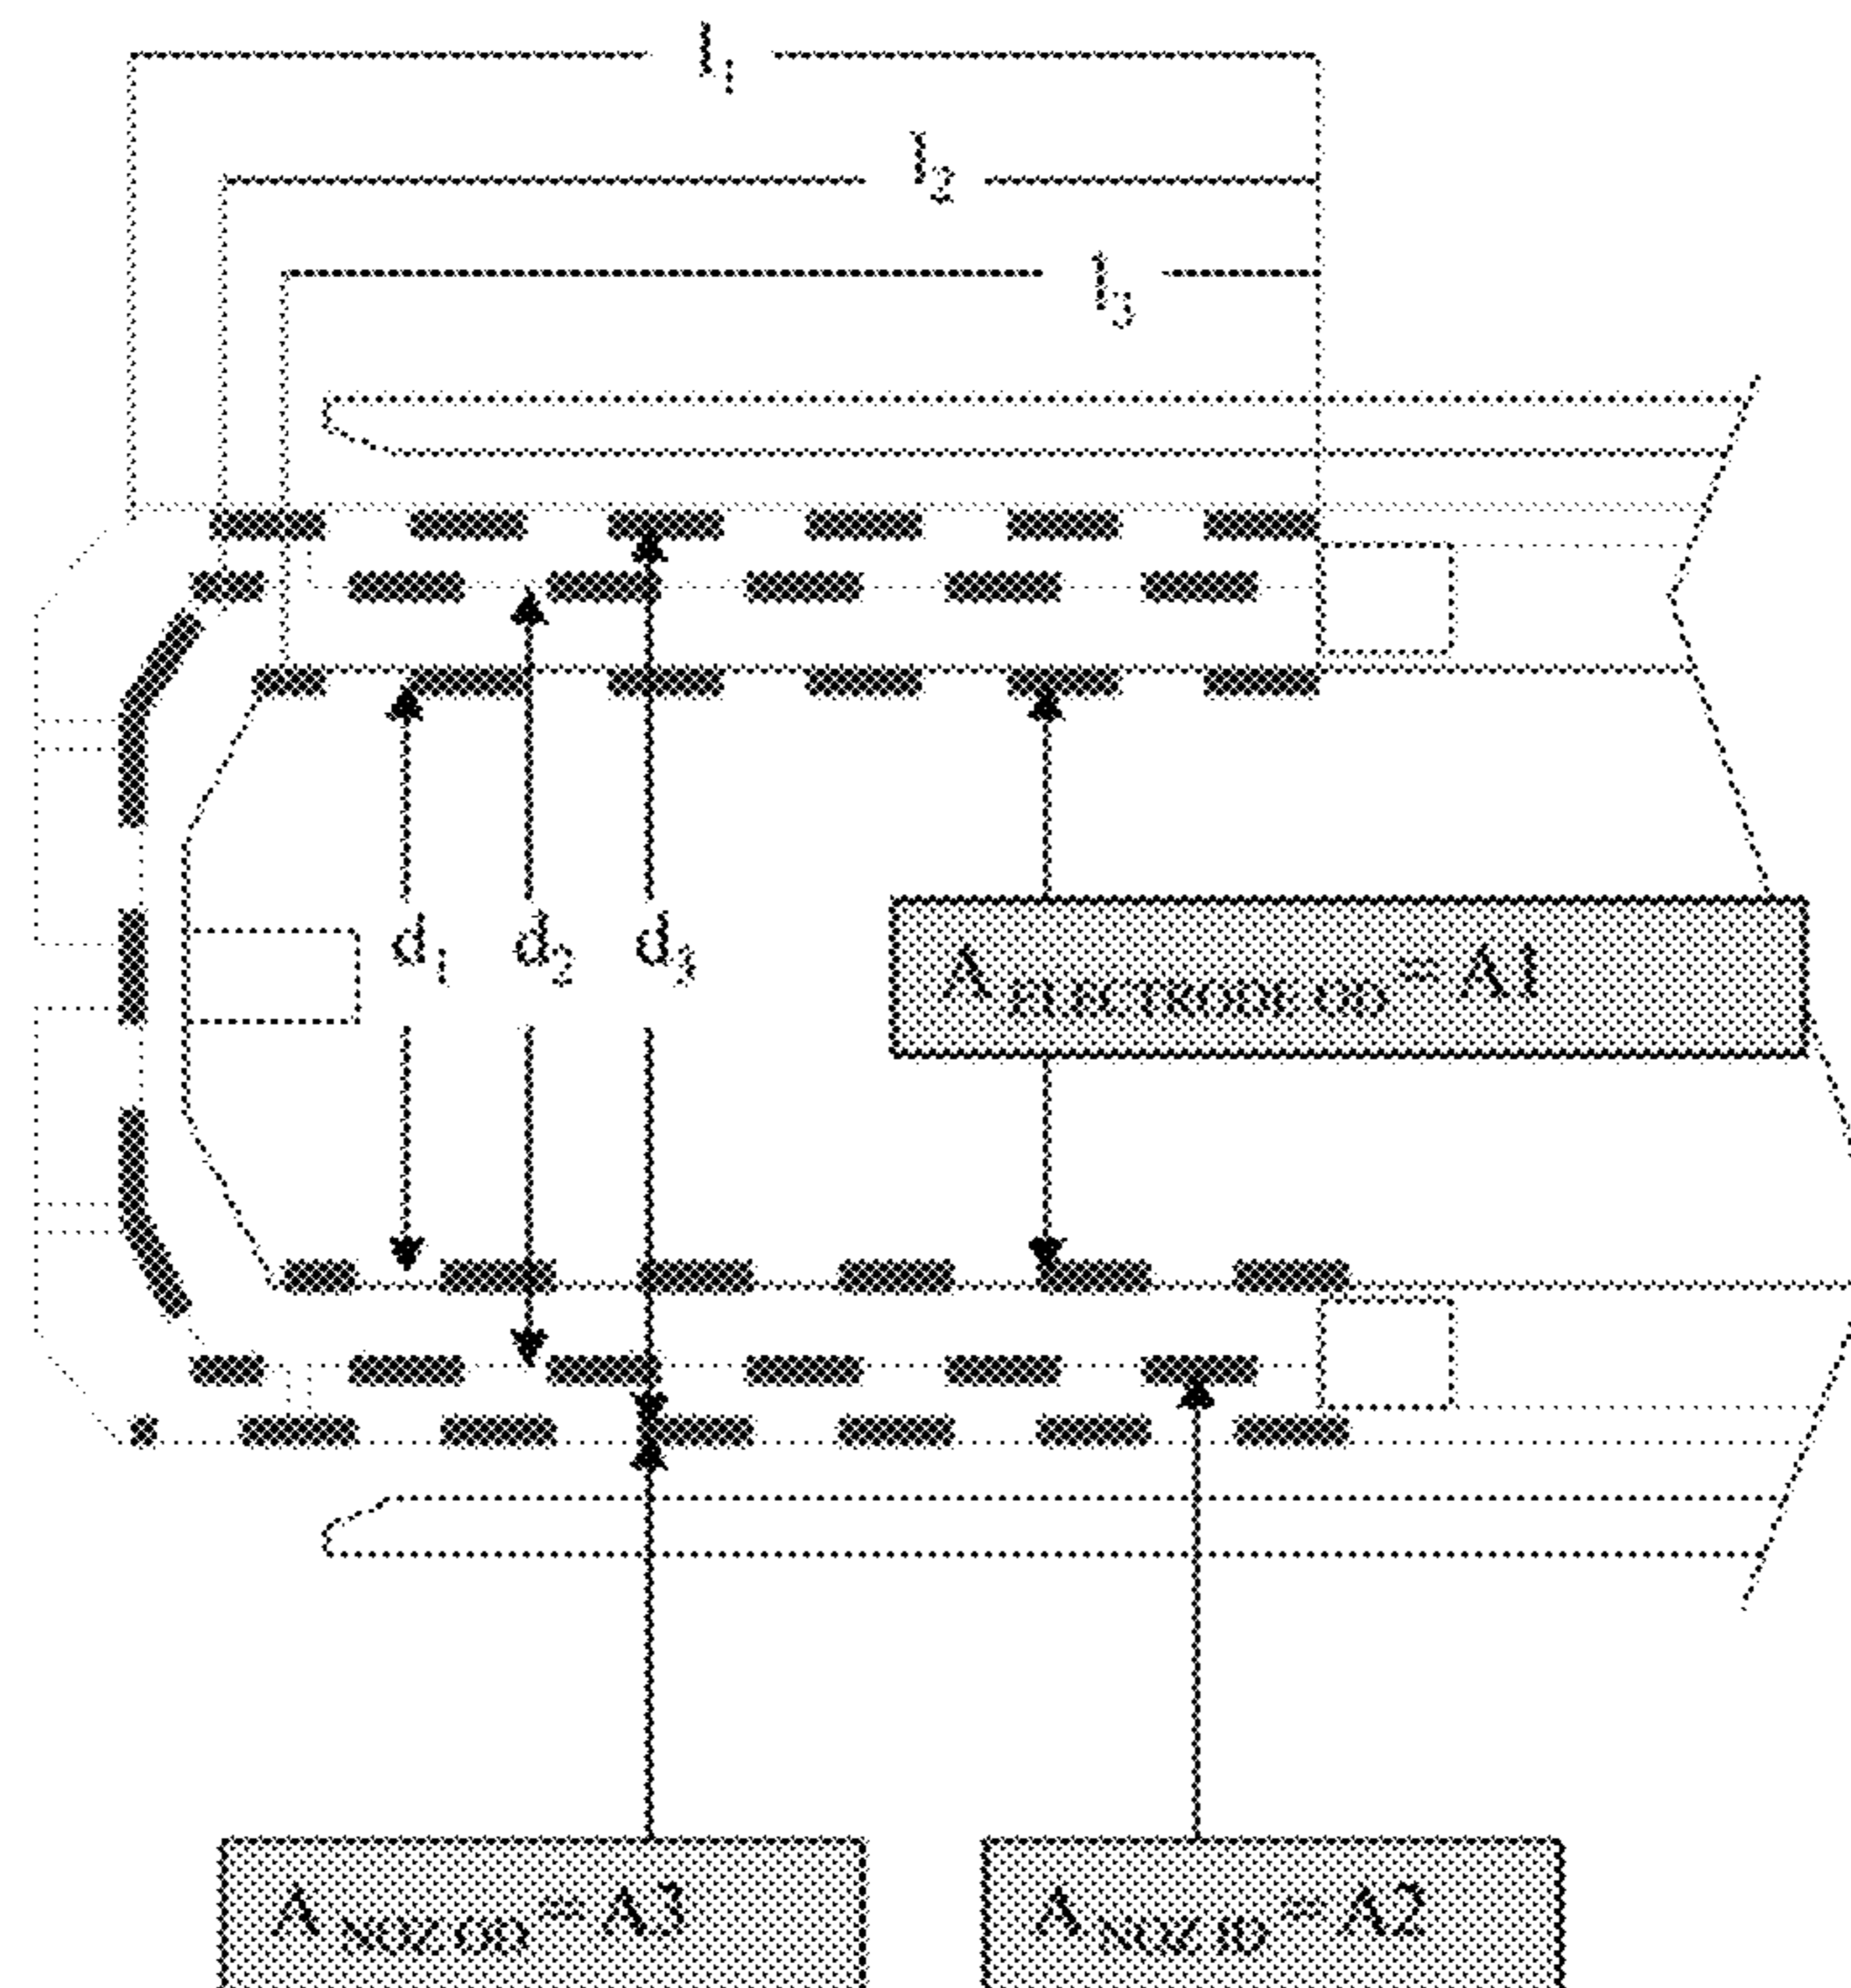 l₁
l₂
l₃
d₁ d₂ d₃
A ELECTRODE OD = A1
A NOZ OD = A3
A NOZ ID = A2